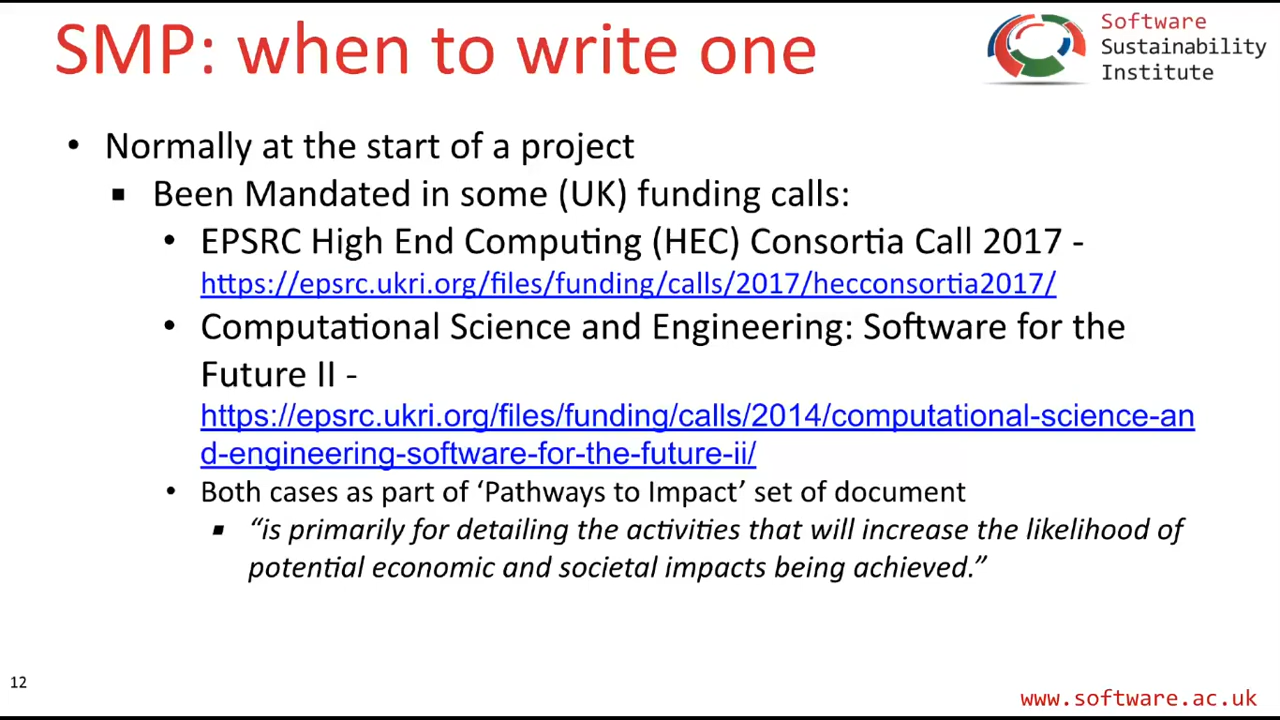 SMP: when to write one
Software
Sustainability
Institute
• Normally at the start of a project
▪ Been Mandated in some (UK) funding calls:
• EPSRC High End Computing (HEC) Consortia Call 2017 -
https://epsrc.ukri.org/files/funding/calls/2017/hecconsortia2017/
• Computational Science and Engineering: Software for the
Future II -
https://epsrc.ukri.org/files/funding/calls/2014/computational-science-an
d-engineering-software-for-the-future-ii/
• Both cases as part of ‘Pathways to Impact’ set of document
▪ “is primarily for detailing the activities that will increase the likelihood of
potential economic and societal impacts being achieved.”
12
www.software.ac.uk